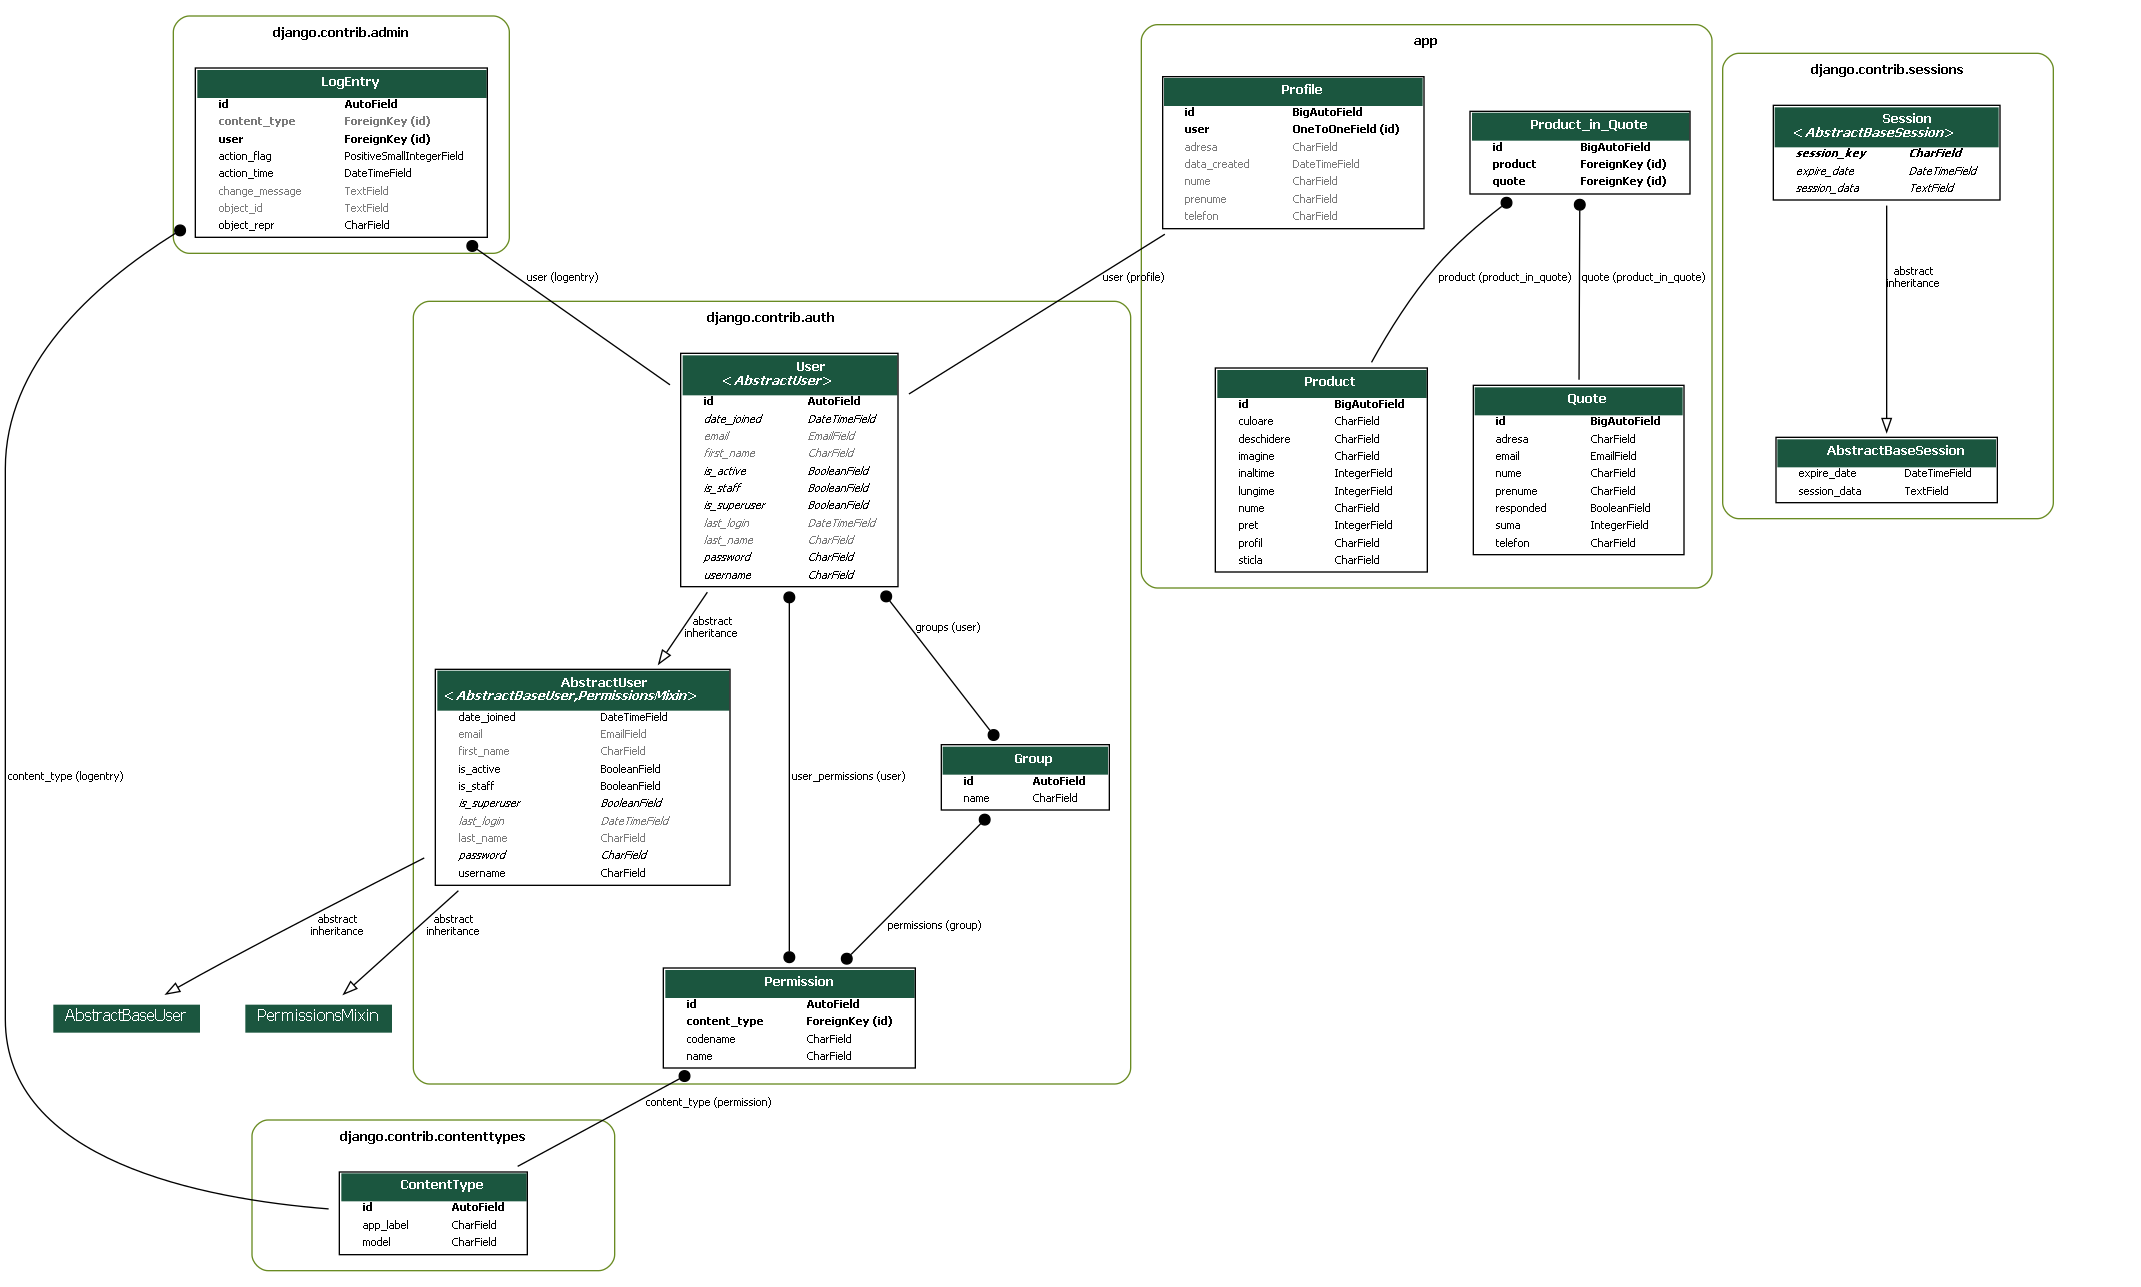 django.contrib.admin
LogEntry
id AutoField
content_type ForeignKey (id)
user ForeignKey (id)
action_flag PositiveSmallIntegerField
action_time DateTimeField
change_message TextField
object_id TextField
object_repr CharField
app
Profile
id BigAutoField
user OneToOneField (id)
adresa CharField
data_created DateTimeField
nume CharField
prenume CharField
telefon CharField
Product_in_Quote
id BigAutoField
product ForeignKey (id)
quote ForeignKey (id)
django.contrib.sessions
Session
<AbstractBaseSession>
session_key CharField
expire_date DateTimeField
session_data TextField
user (logentry)
user (profile)
product (product_in_quote)
quote (product_in_quote)
abstract
inheritance
django.contrib.auth
User
<AbstractUser>
id AutoField
date_joined DateTimeField
email EmailField
first_name CharField
is_active BooleanField
is_staff BooleanField
is_superuser BooleanField
last_login DateTimeField
last_name CharField
password CharField
username CharField
Product
id BigAutoField
culoare CharField
deschidere CharField
imagine CharField
inaltime IntegerField
lungime IntegerField
nume CharField
pret IntegerField
profil CharField
sticla CharField
Quote
id BigAutoField
adresa CharField
email EmailField
nume CharField
prenume CharField
responded BooleanField
suma IntegerField
telefon CharField
AbstractBaseSession
expire_date DateTimeField
session_data TextField
abstract
inheritance
groups (user)
AbstractUser
<AbstractBaseUser,PermissionsMixin>
date_joined DateTimeField
email EmailField
first_name CharField
is_active BooleanField
is_staff BooleanField
is_superuser BooleanField
last_login DateTimeField
last_name CharField
password CharField
username CharField
content_type (logentry)
user_permissions (user)
Group
id AutoField
name CharField
abstract
inheritance
abstract
inheritance
permissions (group)
AbstractBaseUser
PermissionsMixin
Permission
id AutoField
content_type ForeignKey (id)
codename CharField
name CharField
content_type (permission)
django.contrib.contenttypes
ContentType
id AutoField
app_label CharField
model CharField